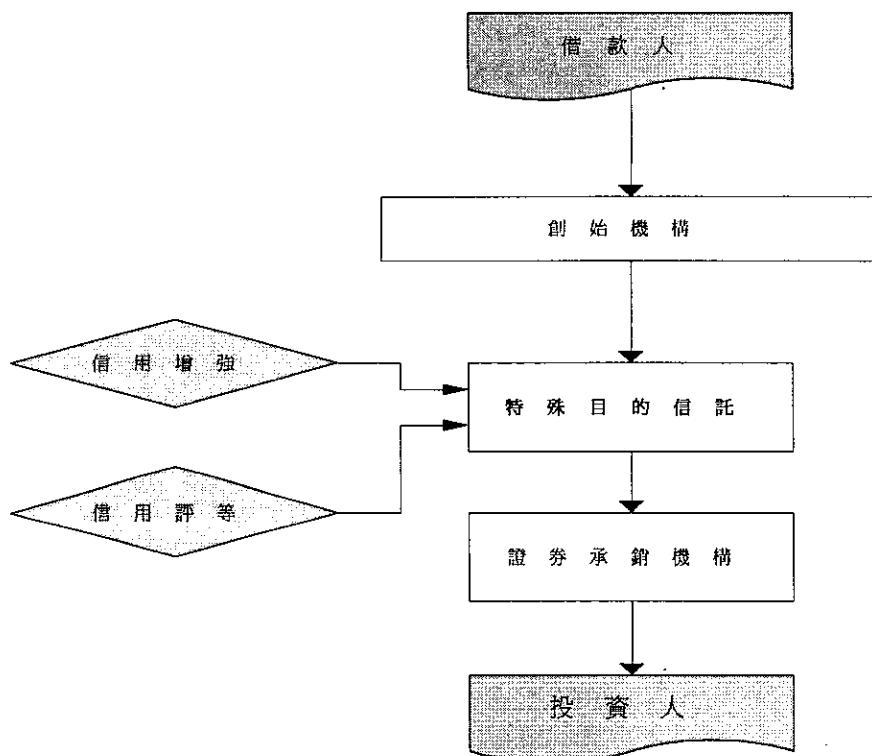 借款人
創始機構
信用增強
特殊目的信託
信用評等
證券承銷機構
投資人